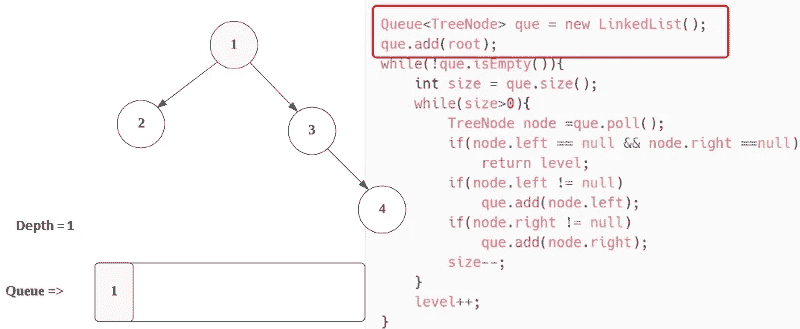 1
2
3
4
Depth = 1
Queue =>
1
Queue<TreeNode> que = new LinkedList();
que.add(root);
while(!que.isEmpty()){
int size = que.size();
while(size>0){
TreeNode node =que.poll();
if(node.left == null && node.right ==null)
return level;
if(node.left != null)
que.add(node.left);
if(node.right != null)
que.add(node.right);
size--;
}
level++;
}